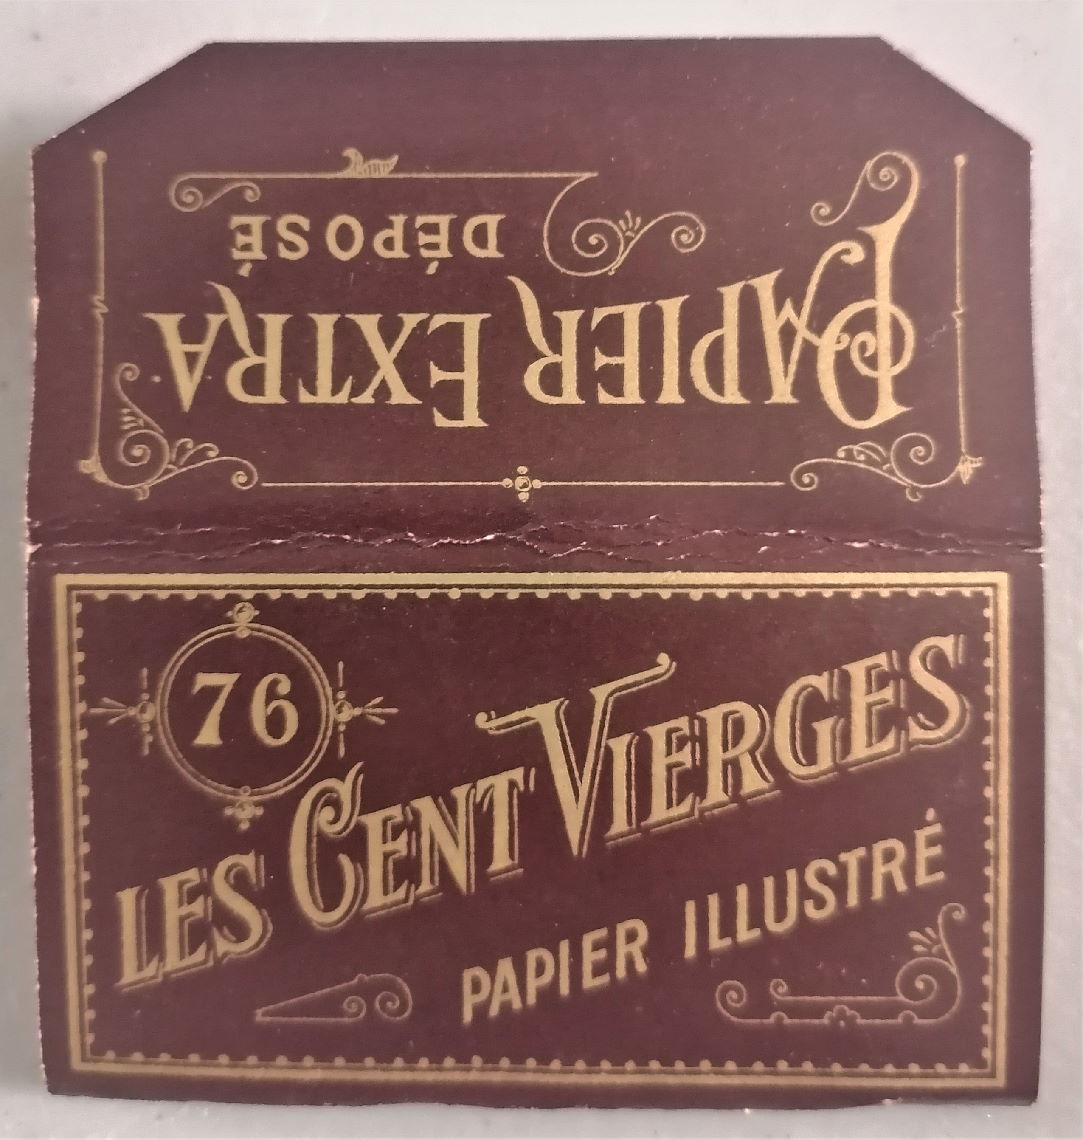 PAPIER EXTRA
DÉPOSÉ
76
LES CENT VIERGES
PAPIER ILLUSTRÉ